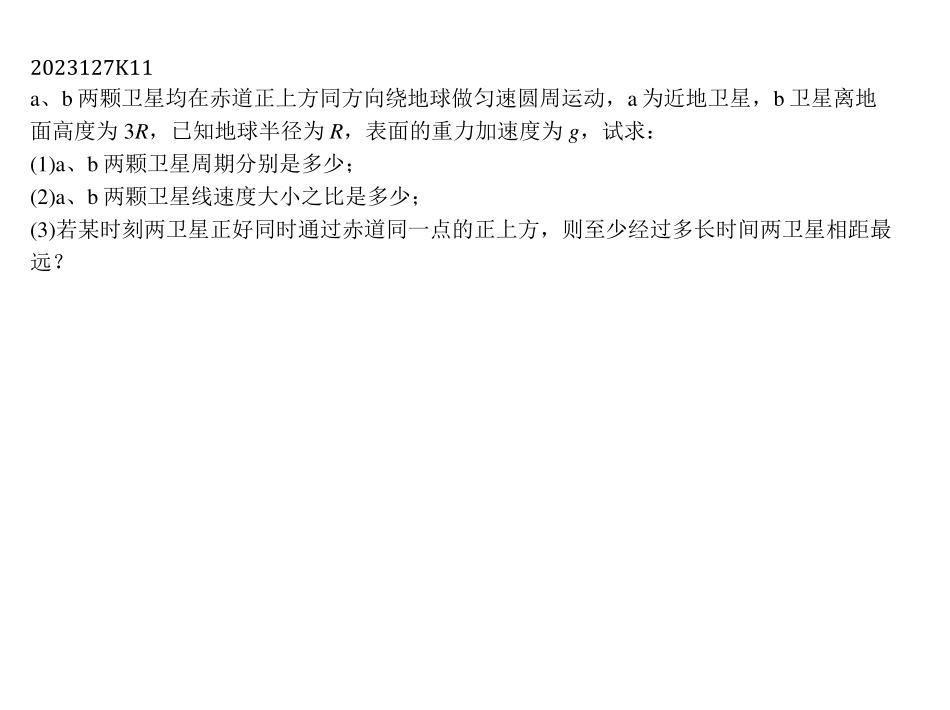 2023127K11
a、b 两颗卫星均在赤道正上方同方向绕地球做匀速圆周运动，a 为近地卫星，b 卫星离地
面高度为 3R，已知地球半径为 R，表面的重力加速度为 g，试求：
(1)a、b 两颗卫星周期分别是多少；
(2)a、b 两颗卫星线速度大小之比是多少；
(3)若某时刻两卫星正好同时通过赤道同一点的正上方，则至少经过多长时间两卫星相距最
远？